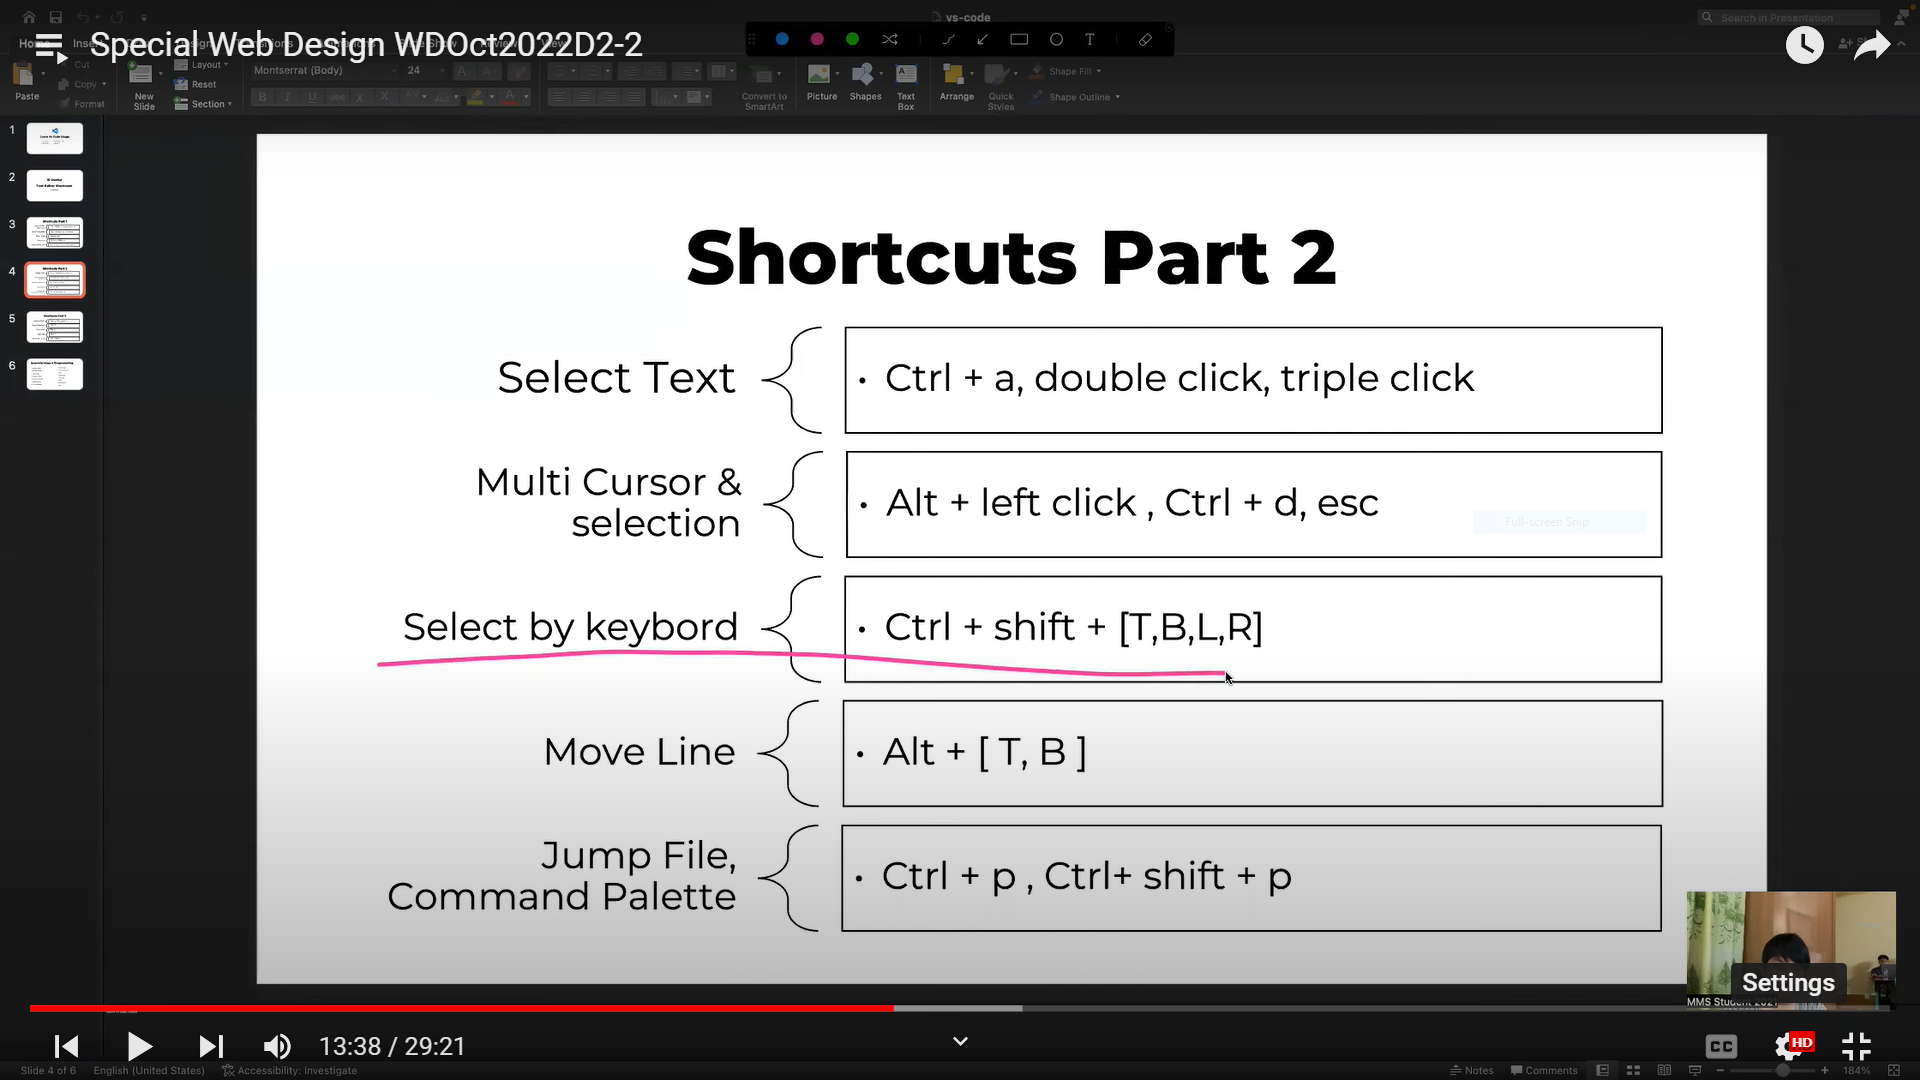 vs-code
Search in Presentation
Special Web Design WDOct2022D2-2
Cut
Copy
Format
Paste
New
Slide
Layout
Reset
Section
Montserrat (Body)
24
Convert to
SmartArt
Picture
Shapes
Text
Box
Arrange
Quick
Styles
Shape Fill
Shape Outline
1
2
3
4
5
6
Shortcuts Part 2
Select Text
• Ctrl + a, double click, triple click
Multi Cursor &
selection
• Alt + left click , Ctrl + d, esc
Full-screen Snip
Select by keybord
• Ctrl + shift + [T,B,L,R]
Move Line
• Alt + [ T, B ]
Jump File,
Command Palette
• Ctrl + p , Ctrl+ shift + p
Settings
MMS Student 2021
13:38 / 29:21
CC
HD
Slide 4 of 6
English (United States)
Accessibility: Investigate
Notes
Comments
184%